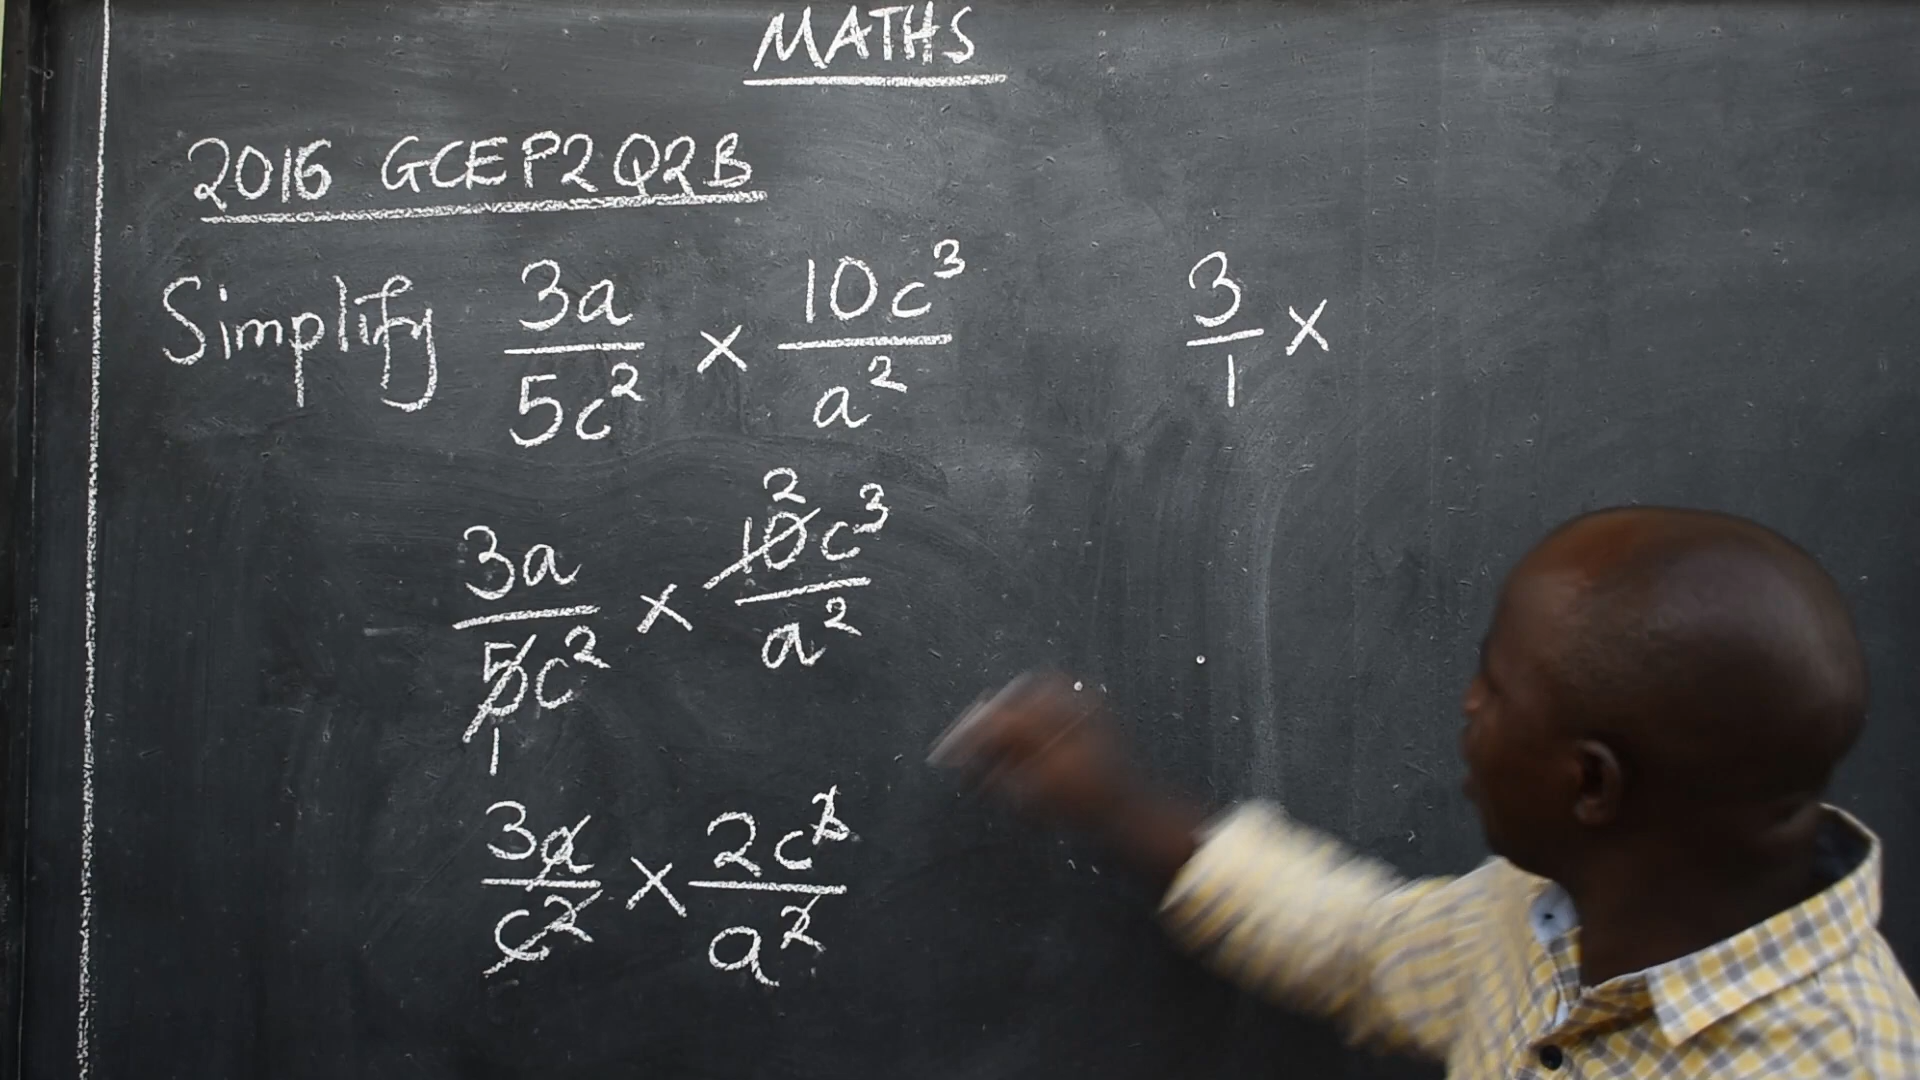 MATHS
2016 GCE P2 Q2B
Simplify 3a/5c² × 10c³/a²
3a/5c² × 10c³/a²
2
1
3a/c² × 2c³/a²
3/1 ×